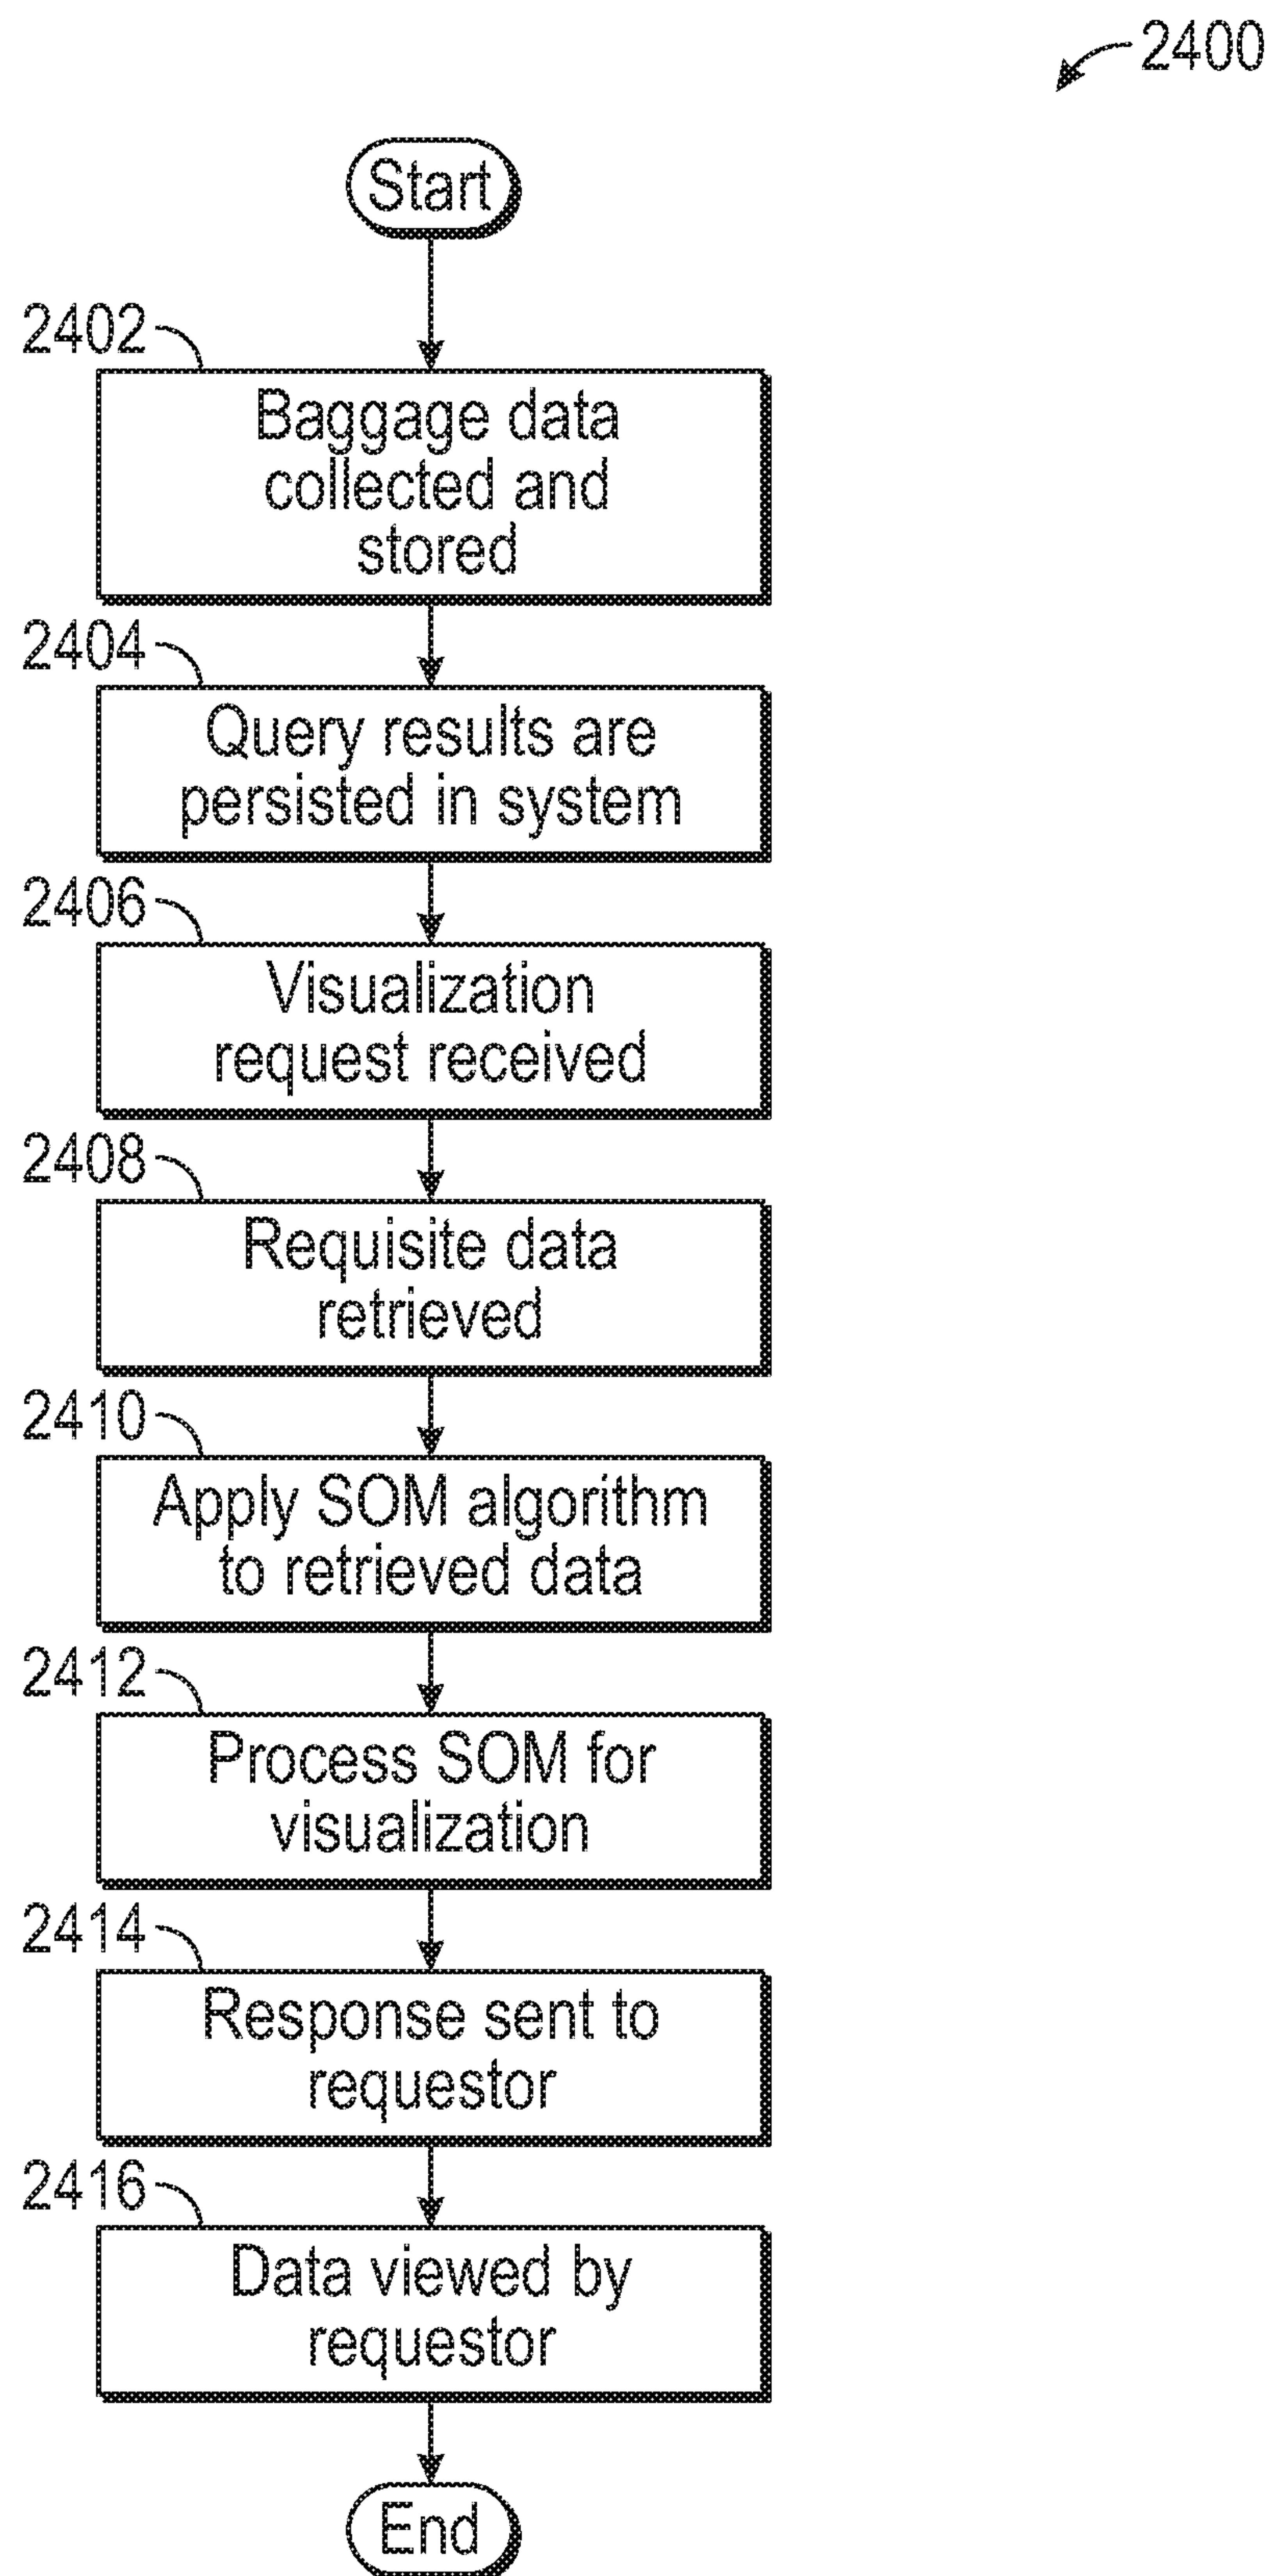 2400
Start
2402
Baggage data
collected and
stored
2404
Query results are
persisted in system
2406
Visualization
request received
2408
Requisite data
retrieved
2410
Apply SOM algorithm
to retrieved data
2412
Process SOM for
visualization
2414
Response sent to
requestor
2416
Data viewed by
requestor
End